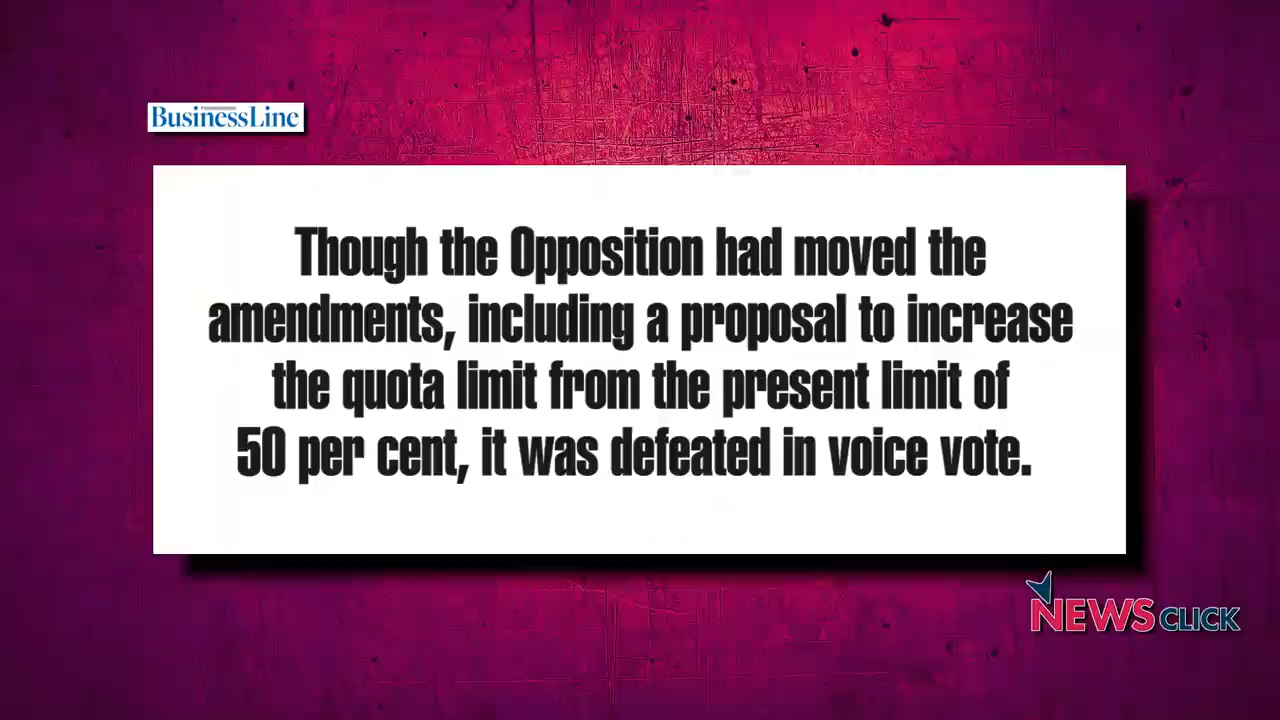 BusinessLine
Though the Opposition had moved the
amendments, including a proposal to increase
the quota limit from the present limit of
50 per cent, it was defeated in voice vote.
NEWSCLICK